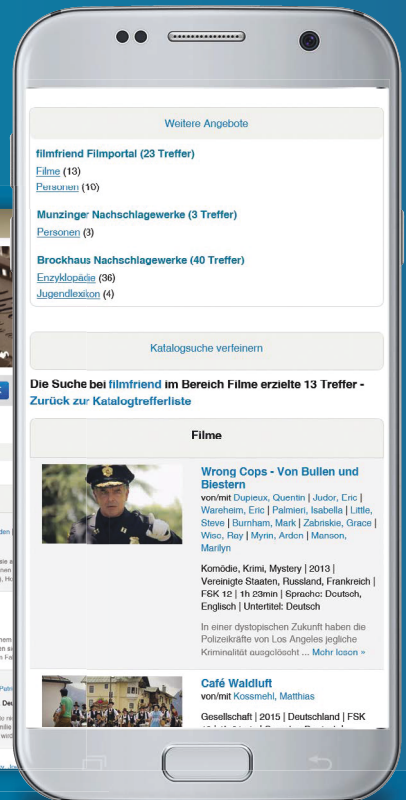 Weitere Angebote
filmfriend Filmportal (23 Treffer)
Filme (13)
Personen (10)
Munzinger Nachschlagewerke (3 Treffer)
Personen (3)
Brockhaus Nachschlagewerke (40 Treffer)
Enzyklopädie (36)
Jugendlexikon (4)
Katalogsuche verfeinern
Die Suche bei filmfriend im Bereich Filme erzielte 13 Treffer -
Zurück zur Katalogtrefferliste
Filme
Wrong Cops - Von Bullen und
Biestern
von/mit Dupieux, Quentin | Judor, Eric |
Wareheim, Eric | Palmieri, Isabella | Little,
Steve | Burnham, Mark | Zabriskie, Grace |
Wise, Ray | Myrin, Arden | Manson,
Marilyn
Komödie, Krimi, Mystery | 2013 |
Vereinigte Staaten, Russland, Frankreich |
FSK 12 | 1h 23min | Sprache: Deutsch,
Englisch | Untertitel: Deutsch
In einer dystopischen Zukunft haben die
Polizeikräfte von Los Angeles jegliche
Kriminalität ausgelöscht ... Mehr lesen »
Café Waldluft
von/mit Kossmehl, Matthias
Gesellschaft | 2015 | Deutschland | FSK